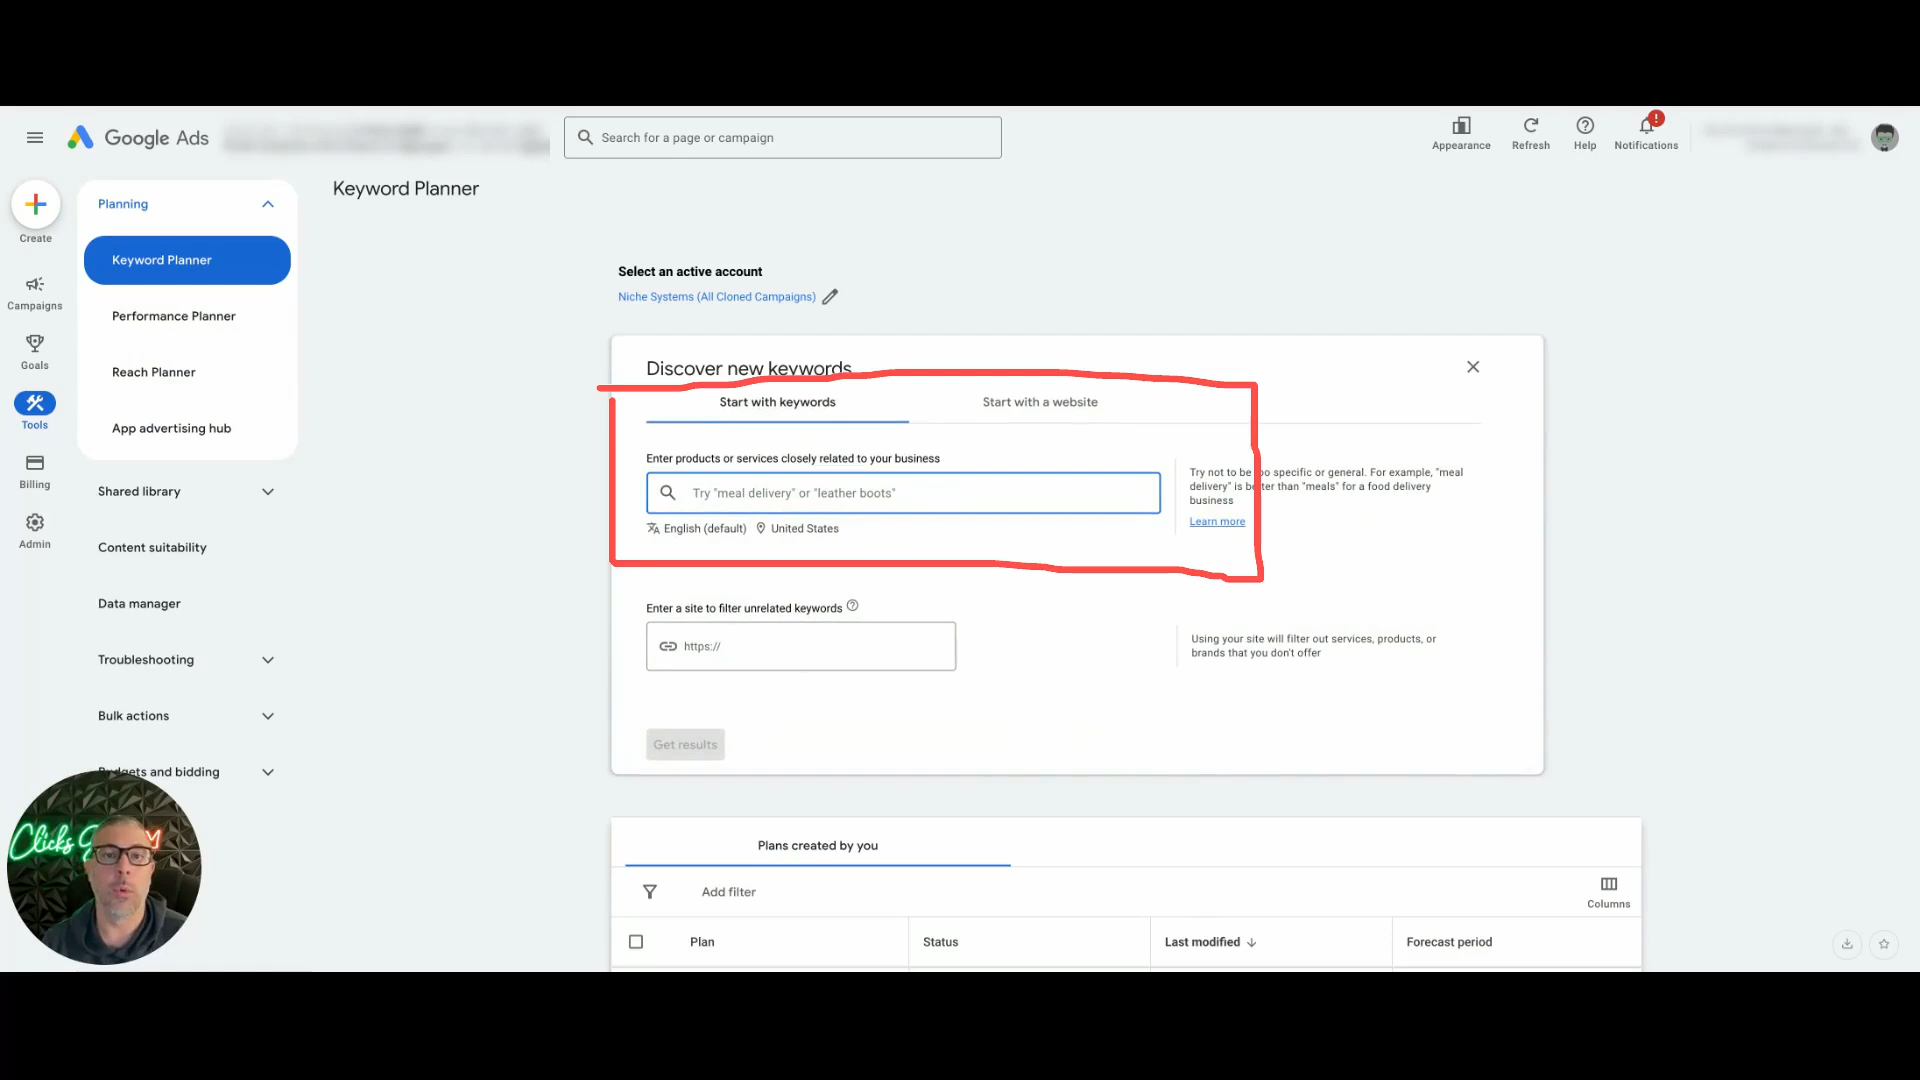 Google Ads
Search for a page or campaign
Appearance
Refresh
Help
Notifications
!
Create
Campaigns
Goals
Tools
Billing
Admin
Planning
Keyword Planner
Performance Planner
Reach Planner
App advertising hub
Shared library
Content suitability
Data manager
Troubleshooting
Bulk actions
Budgets and bidding
Keyword Planner
Select an active account
Niche Systems (All Cloned Campaigns)
Discover new keywords
Start with keywords
Start with a website
Enter products or services closely related to your business
Try "meal delivery" or "leather boots"
English (default)
United States
Try not to be too specific or general. For example, "meal
delivery" is better than "meals" for a food delivery
business
Learn more
Enter a site to filter unrelated keywords
https://
Using your site will filter out services, products, or
brands that you don't offer
Get results
Plans created by you
Add filter
Columns
Plan
Status
Last modified
Forecast period
Clicks